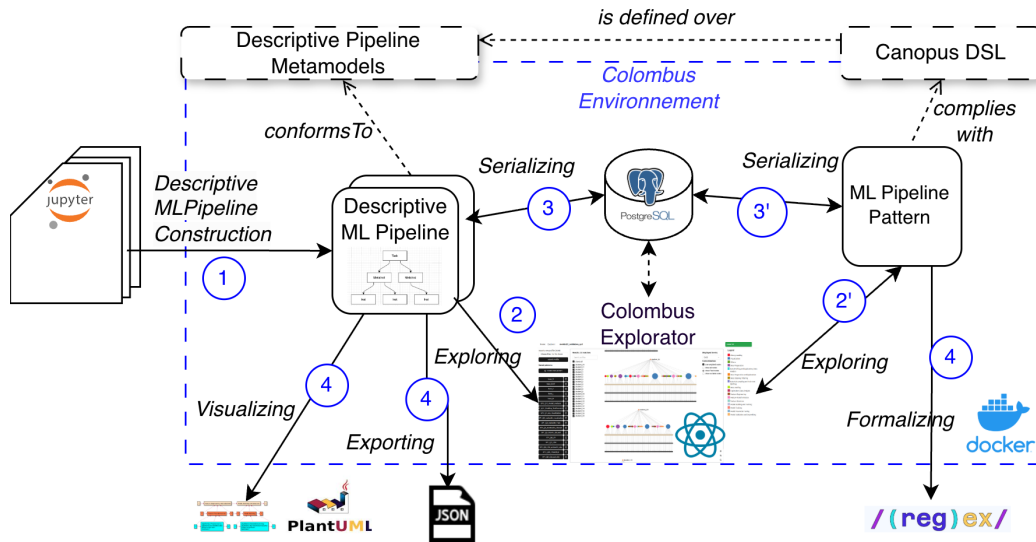 is defined over
Descriptive Pipeline
Metamodels
Canopus DSL
Colombus
Environnement
conformsTo
complies
with
jupyter
Descriptive
MLPipeline
Construction
1
Descriptive
ML Pipeline
Serializing
3
PostgreSQL
Serializing
3'
ML Pipeline
Pattern
2
Colombus
Explorator
2'
Exploring
Exploring
4
4
4
Visualizing
Exporting
Formalizing
docker
PlantUML
JSON
/(reg)ex/